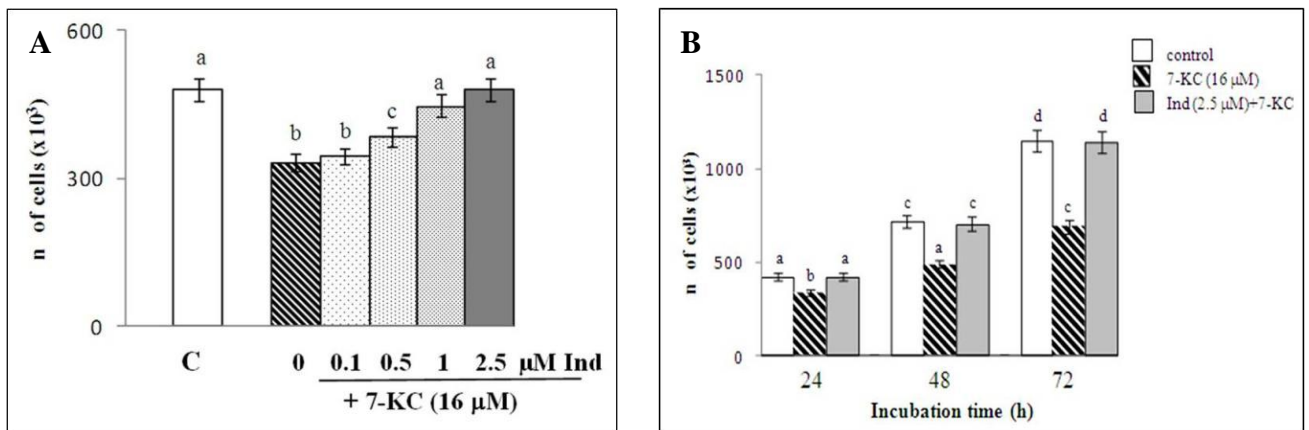 A
600
300
0
n of cells (x10³)
a
b
b
c
a
a
C
0 0.1 0.5 1 2.5 μM Ind
+ 7-KC (16 μM)
B
control
7-KC (16 μM)
Ind (2.5 μM)+7-KC
1500
1000
500
0
n of cells (x10³)
a
b
a
c
a
c
d
c
d
24 48 72
Incubation time (h)